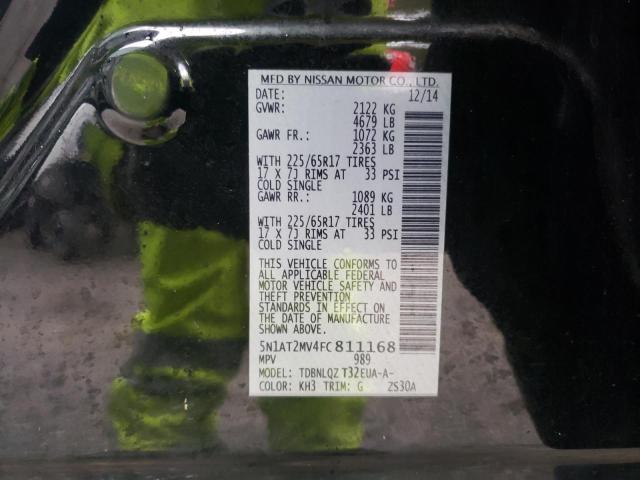 MFD BY NISSAN MOTOR CO., LTD.
DATE: 12/14
GVWR: 2122 KG
4679 LB
GAWR FR.: 1072 KG
2363 LB
WITH 225/65R17 TIRES
17 X 7J RIMS AT 33 PSI
COLD SINGLE
GAWR RR.: 1089 KG
2401 LB
WITH 225/65R17 TIRES
17 X 7J RIMS AT 33 PSI
COLD SINGLE
THIS VEHICLE CONFORMS TO
ALL APPLICABLE FEDERAL
MOTOR VEHICLE SAFETY AND
THEFT PREVENTION
STANDARDS IN EFFECT ON
THE DATE OF MANUFACTURE
SHOWN ABOVE.
5N1AT2MV4FC811168
MPV 989
MODEL: TDBNLQZ T32EUA-A-
COLOR: KH3 TRIM: G 2S30A